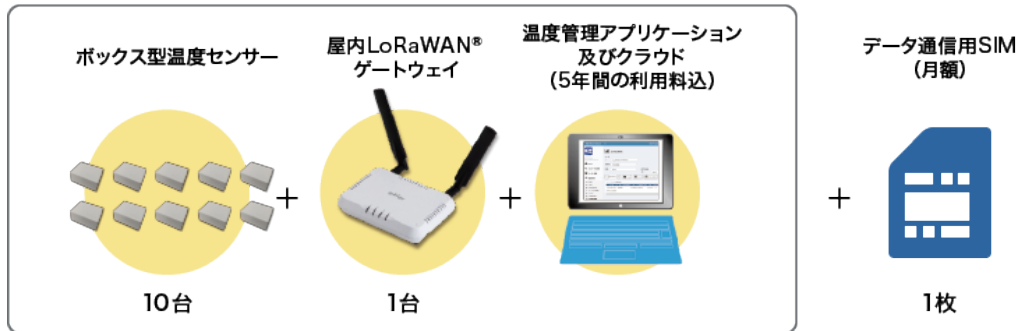 ボックス型温度センサー
10台
+
屋内LoRaWAN®
ゲートウェイ
1台
+
温度管理アプリケーション
及びクラウド
(5年間の利用料込)
+
データ通信用SIM
(月額)
1枚